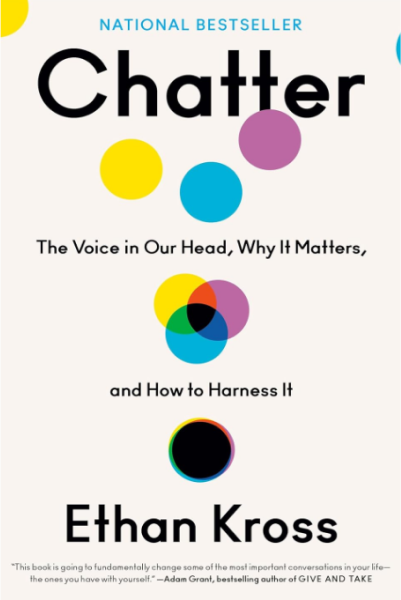 NATIONAL BESTSELLER
Chatter
The Voice in Our Head, Why It Matters,
and How to Harness It
Ethan Kross
"This book is going to fundamentally change some of the most important conversations in your life—
the ones you have with yourself." —Adam Grant, bestselling author of GIVE AND TAKE